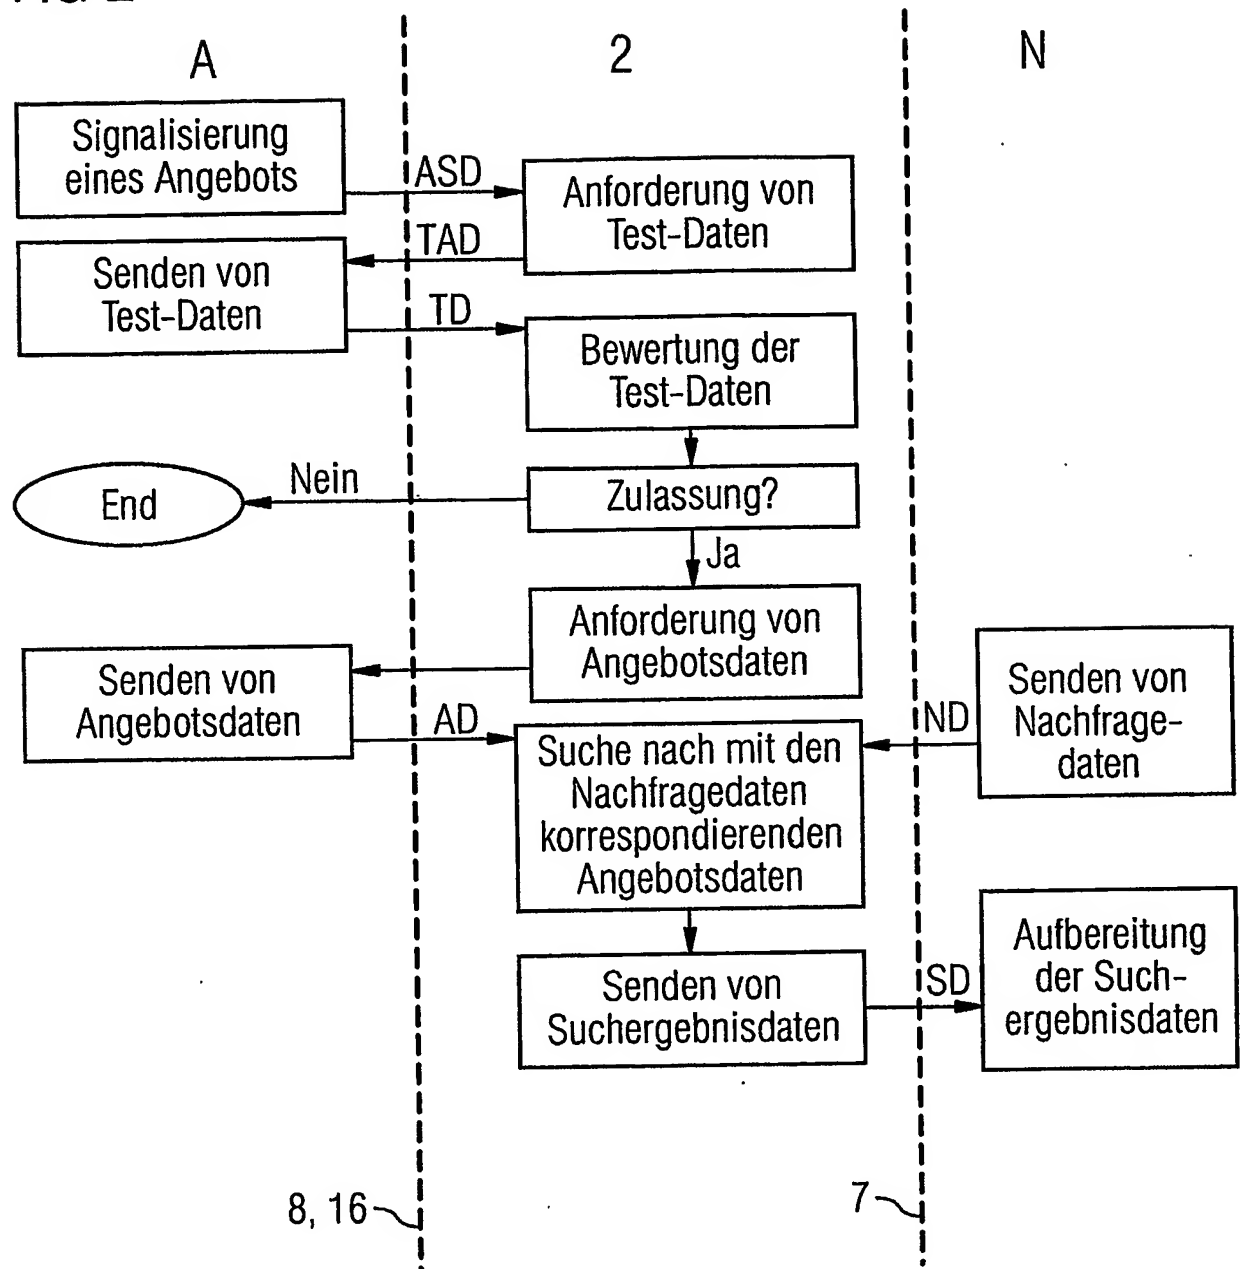 A
2
N
Signalisierung
eines Angebots
ASD
Anforderung von
Test-Daten
TAD
Senden von
Test-Daten
TD
Bewertung der
Test-Daten
Zulassung?
Nein
End
Ja
Anforderung von
Angebotsdaten
Senden von
Angebotsdaten
AD
Suche nach mit den
Nachfragedaten
korrespondierenden
Angebotsdaten
ND
Senden von
Nachfrage-
daten
Senden von
Suchergebnisdaten
SD
Aufbereitung
der Such-
ergebnisdaten
8, 16
7